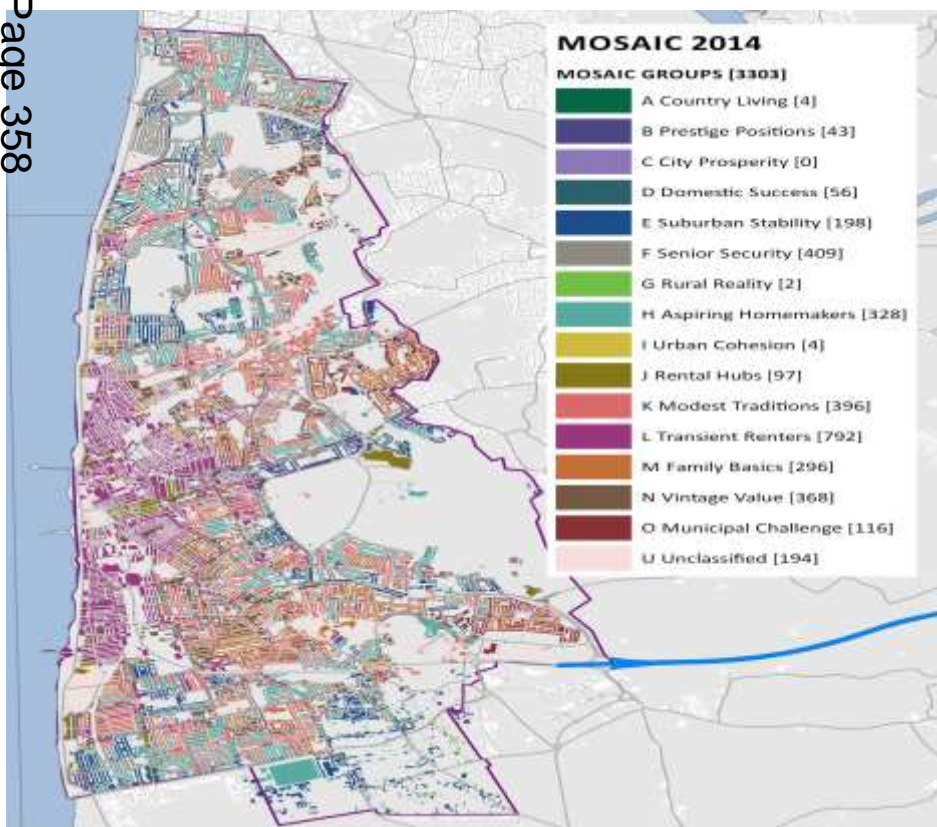 Page 358
MOSAIC 2014
MOSAIC GROUPS [3303]
A Country Living [4]
B Prestige Positions [43]
C City Prosperity [0]
D Domestic Success [56]
E Suburban Stability [198]
F Senior Security [409]
G Rural Reality [2]
H Aspiring Homemakers [328]
I Urban Cohesion [4]
J Rental Hubs [97]
K Modest Traditions [396]
L Transient Renters [792]
M Family Basics [296]
N Vintage Value [368]
O Municipal Challenge [116]
U Unclassified [194]